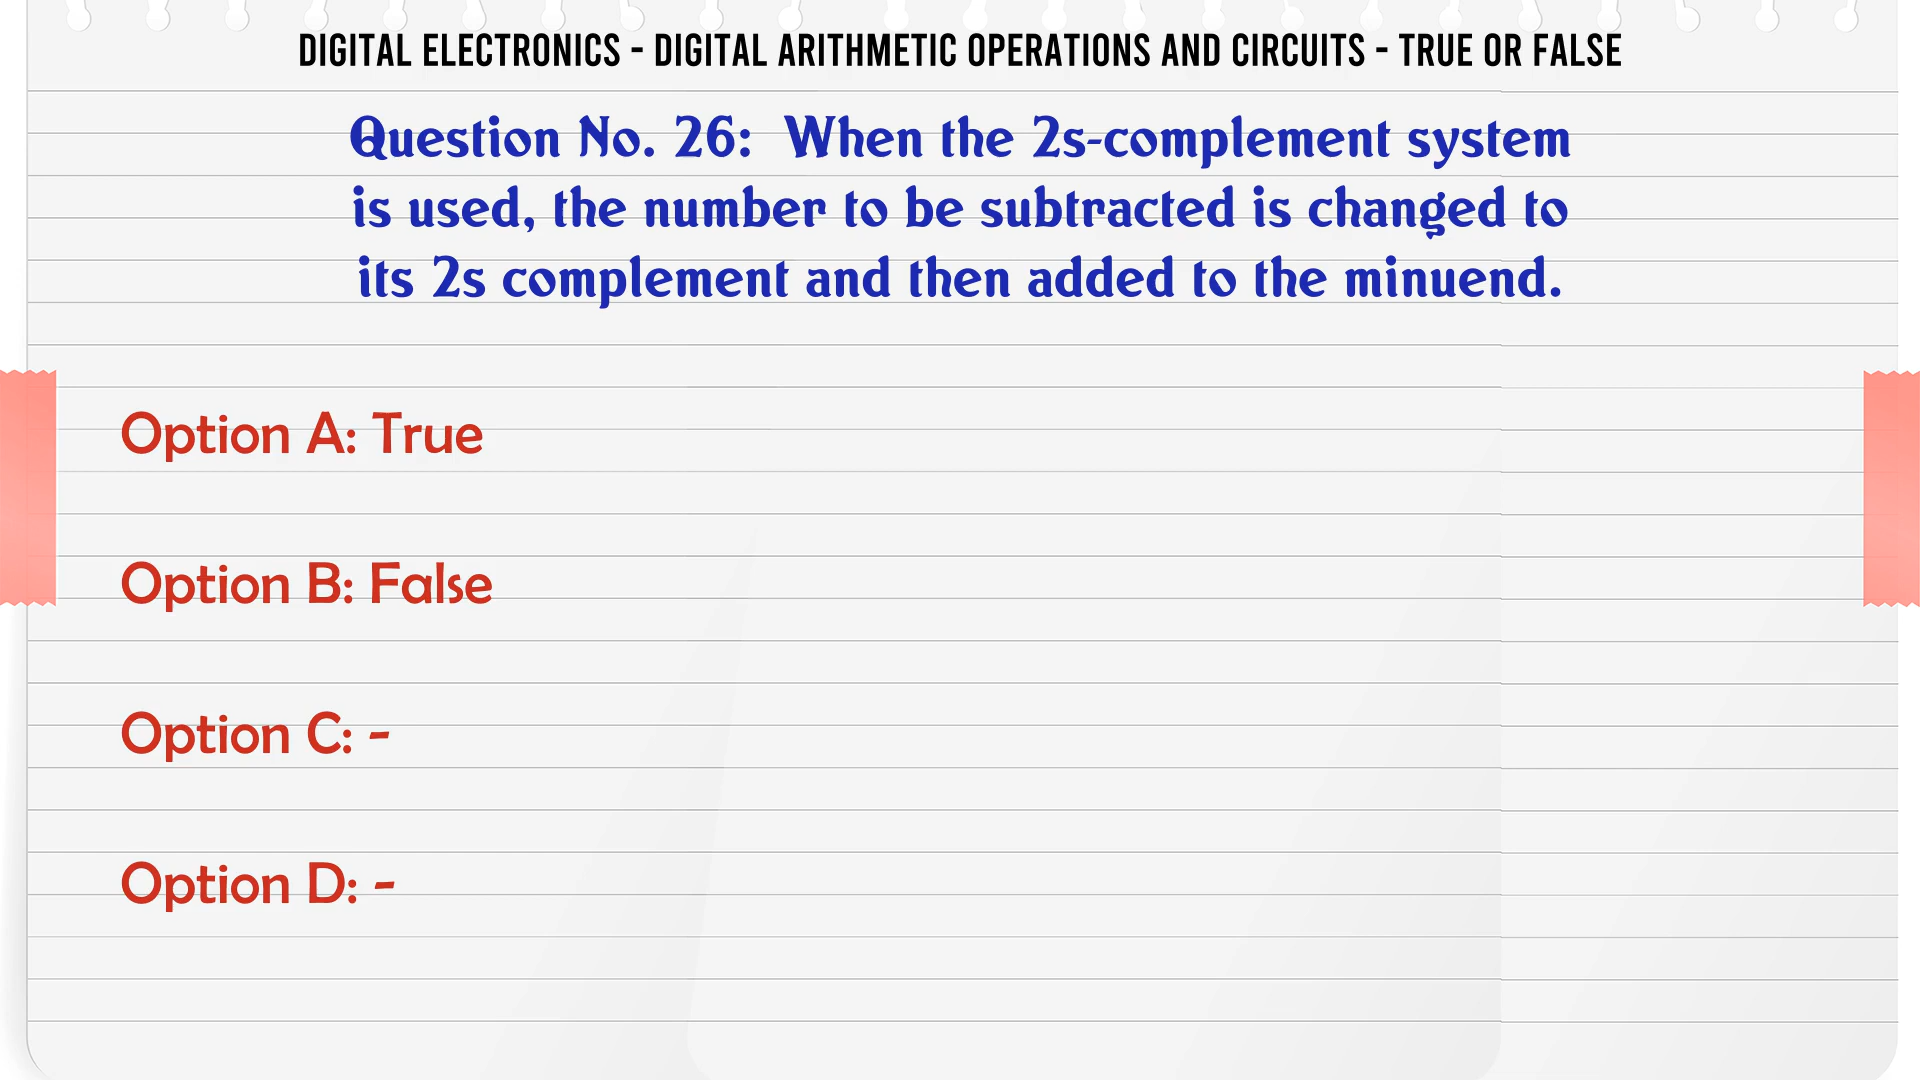 DIGITAL ELECTRONICS - DIGITAL ARITHMETIC OPERATIONS AND CIRCUITS - TRUE OR FALSE
Question No. 26: When the 2s-complement system
is used, the number to be subtracted is changed to
its 2s complement and then added to the minuend.
Option A: True
Option B: False
Option C: -
Option D: -